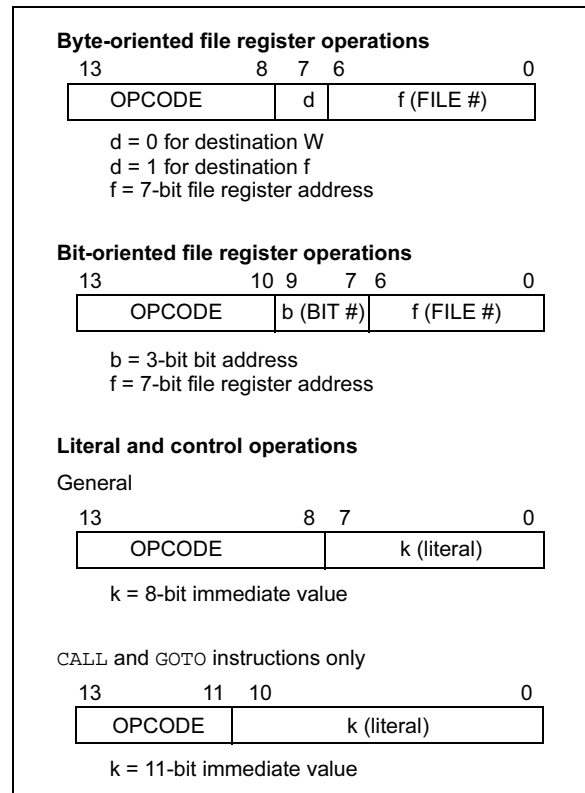 Byte-oriented file register operations
13 8 7 6 0
OPCODE d f (FILE #)
d = 0 for destination W
d = 1 for destination f
f = 7-bit file register address
Bit-oriented file register operations
13 10 9 7 6 0
OPCODE b (BIT #) f (FILE #)
b = 3-bit bit address
f = 7-bit file register address
Literal and control operations
General
13 8 7 0
OPCODE k (literal)
k = 8-bit immediate value
CALL and GOTO instructions only
13 11 10 0
OPCODE k (literal)
k = 11-bit immediate value